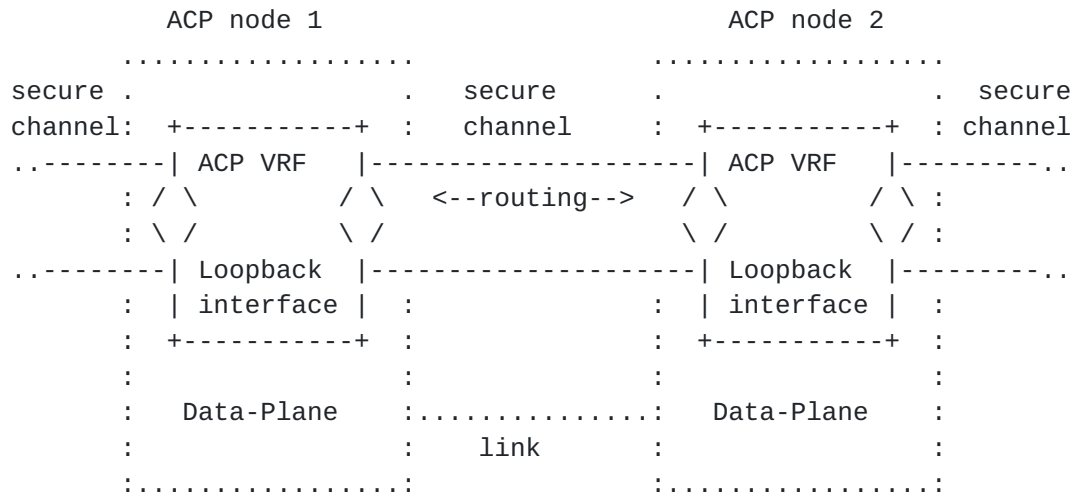 ACP node 1 ACP node 2
secure secure secure
channel: channel channel
ACP VRF ACP VRF
<--routing-->
Loopback Loopback
interface interface
Data-Plane Data-Plane
link